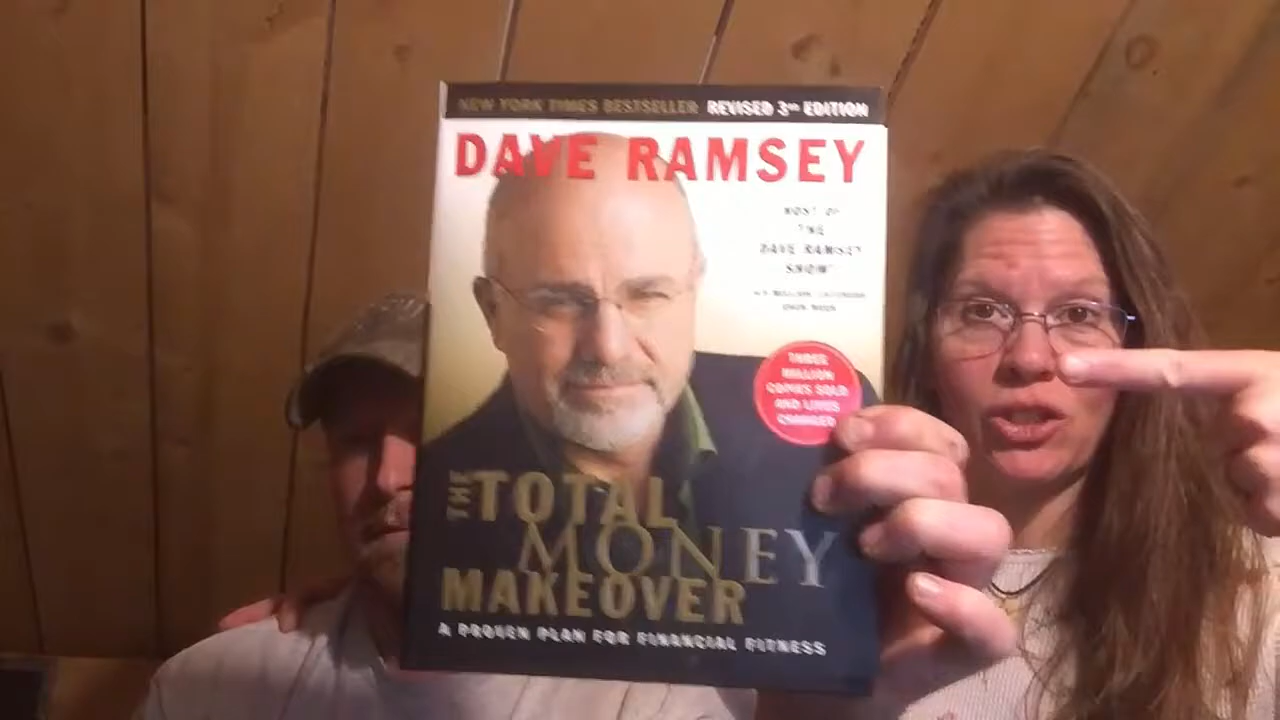 NEW YORK TIMES BESTSELLER REVISED 3RD EDITION
DAVE RAMSEY
HOST OF
THE
DAVE RAMSEY
SHOW
THREE
MILLION
COPIES SOLD
AND LIVES
CHANGED
THE TOTAL
MONEY
MAKEOVER
A PROVEN PLAN FOR FINANCIAL FITNESS